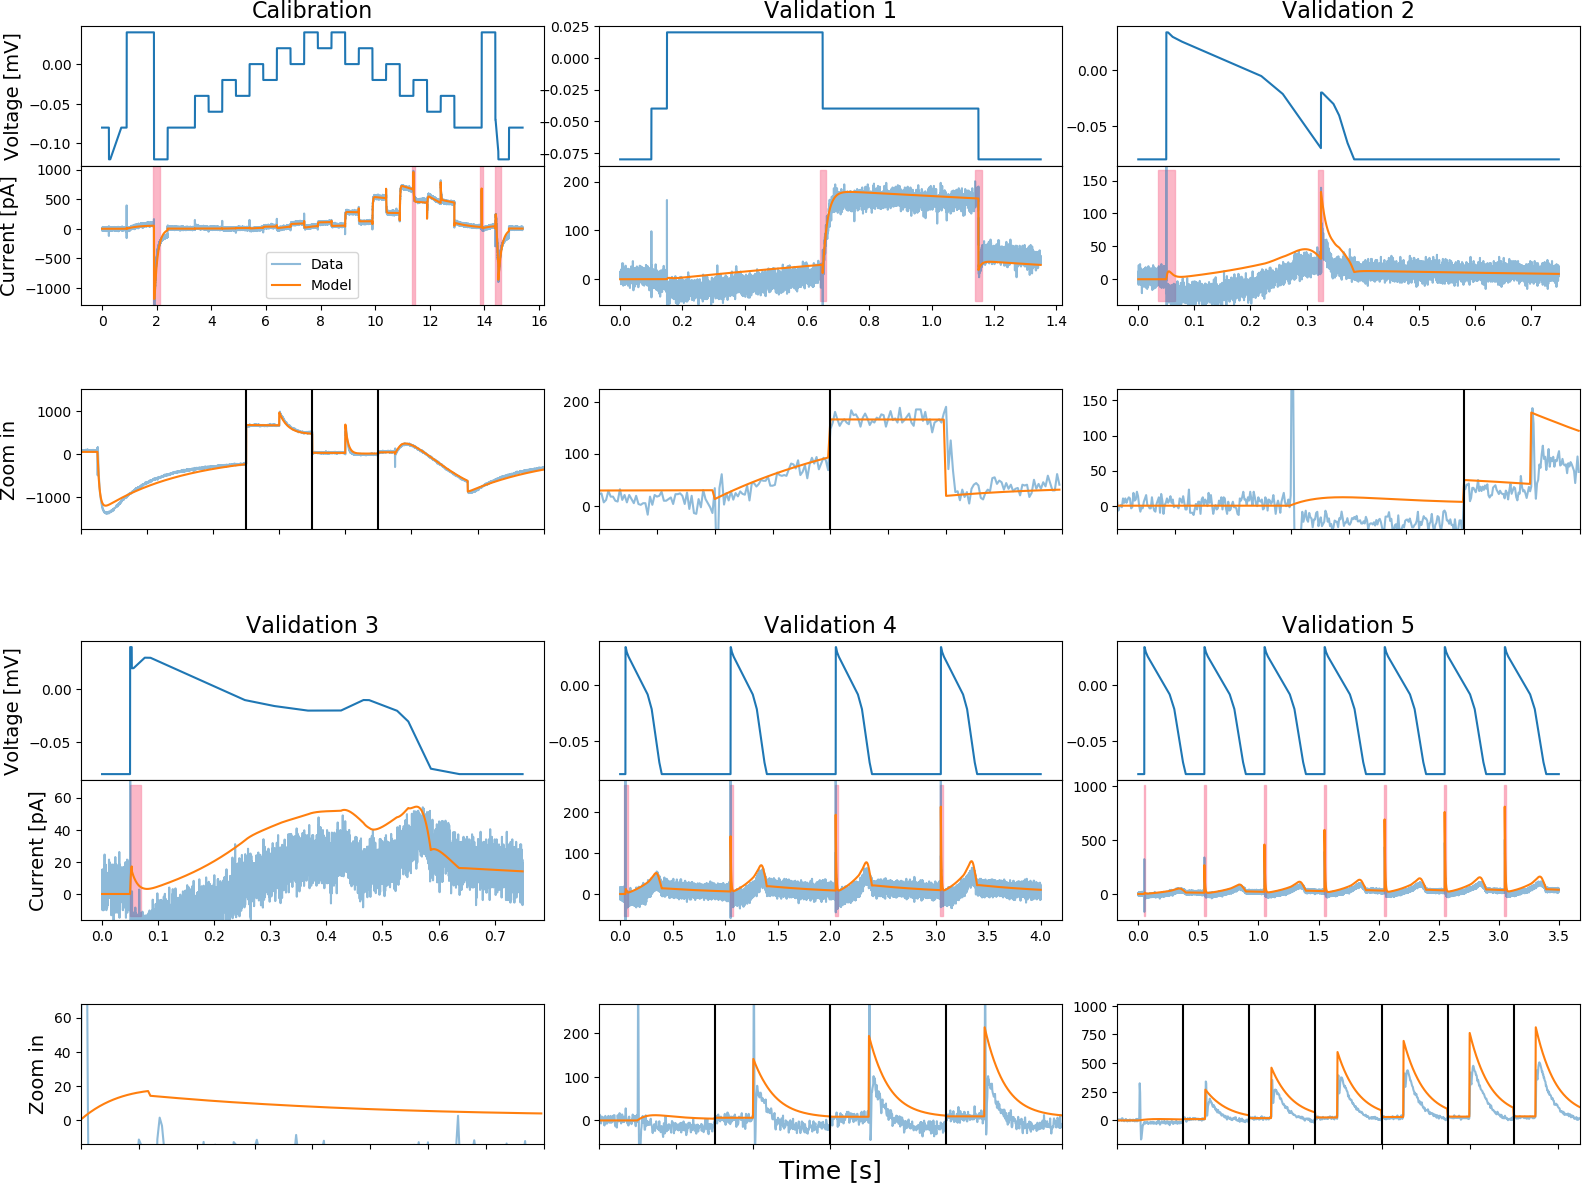 Calibration
Validation 1
Validation 2
Voltage [mV]
0.00
−0.05
−0.10
0.025
0.000
−0.025
−0.050
−0.075
0.00
−0.05
Current [pA]
1000
500
0
−500
−1000
Data
Model
200
100
0
150
100
50
0
0 2 4 6 8 10 12 14 16
0.0 0.2 0.4 0.6 0.8 1.0 1.2 1.4
0.0 0.1 0.2 0.3 0.4 0.5 0.6 0.7
Zoom in
1000
0
−1000
200
100
0
150
100
50
0
Validation 3
Validation 4
Validation 5
Voltage [mV]
0.00
−0.05
0.00
−0.05
0.00
−0.05
Current [pA]
60
40
20
0
200
100
0
1000
500
0
0.0 0.1 0.2 0.3 0.4 0.5 0.6 0.7
0.0 0.5 1.0 1.5 2.0 2.5 3.0 3.5 4.0
0.0 0.5 1.0 1.5 2.0 2.5 3.0 3.5
Zoom in
60
40
20
0
200
100
0
1000
750
500
250
0
Time [s]